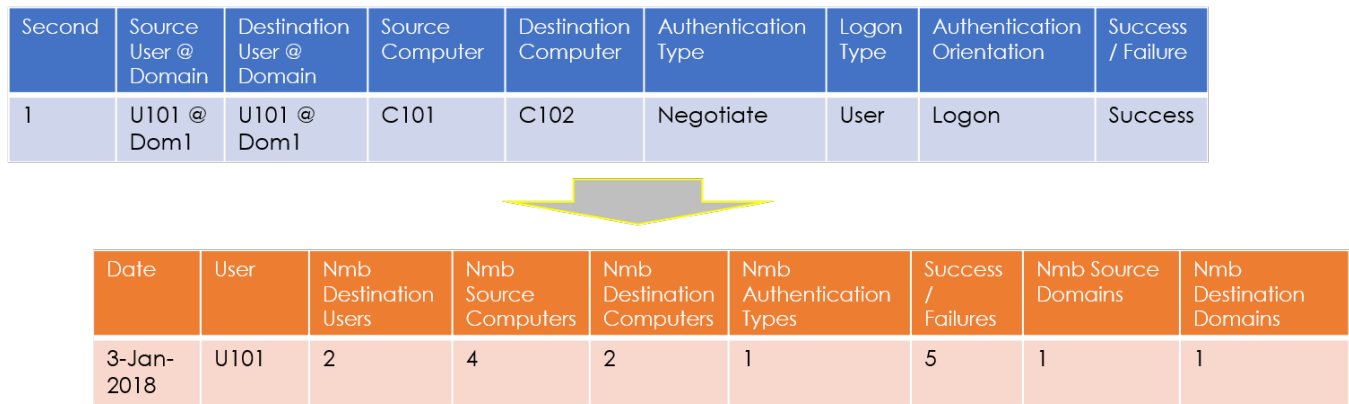 Second Source Destination Source Destination Authentication Logon Authentication Success
User @ User @ Computer Computer Type Type Orientation / Failure
Domain Domain
1 U101 @ U101 @ C101 C102 Negotiate User Logon Success
Dom1 Dom1
Date User Nmb Nmb Nmb Nmb Success Nmb Source Nmb
Destination Source Destination Authentication / Domains Destination
Users Computers Computers Types Failures Domains
3-Jan- U101 2 4 2 1 5 1 1
2018